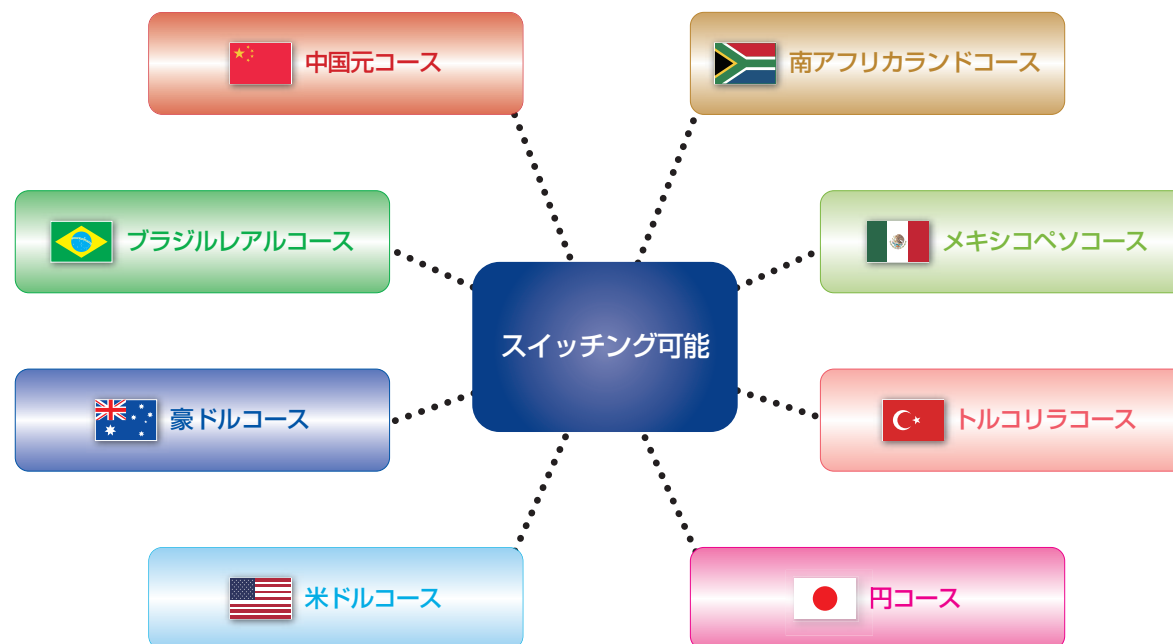 中国元コース
南アフリカランドコース
ブラジルレアルコース
メキシコペソコース
スイッチング可能
豪ドルコース
トルコリラコース
米ドルコース
円コース